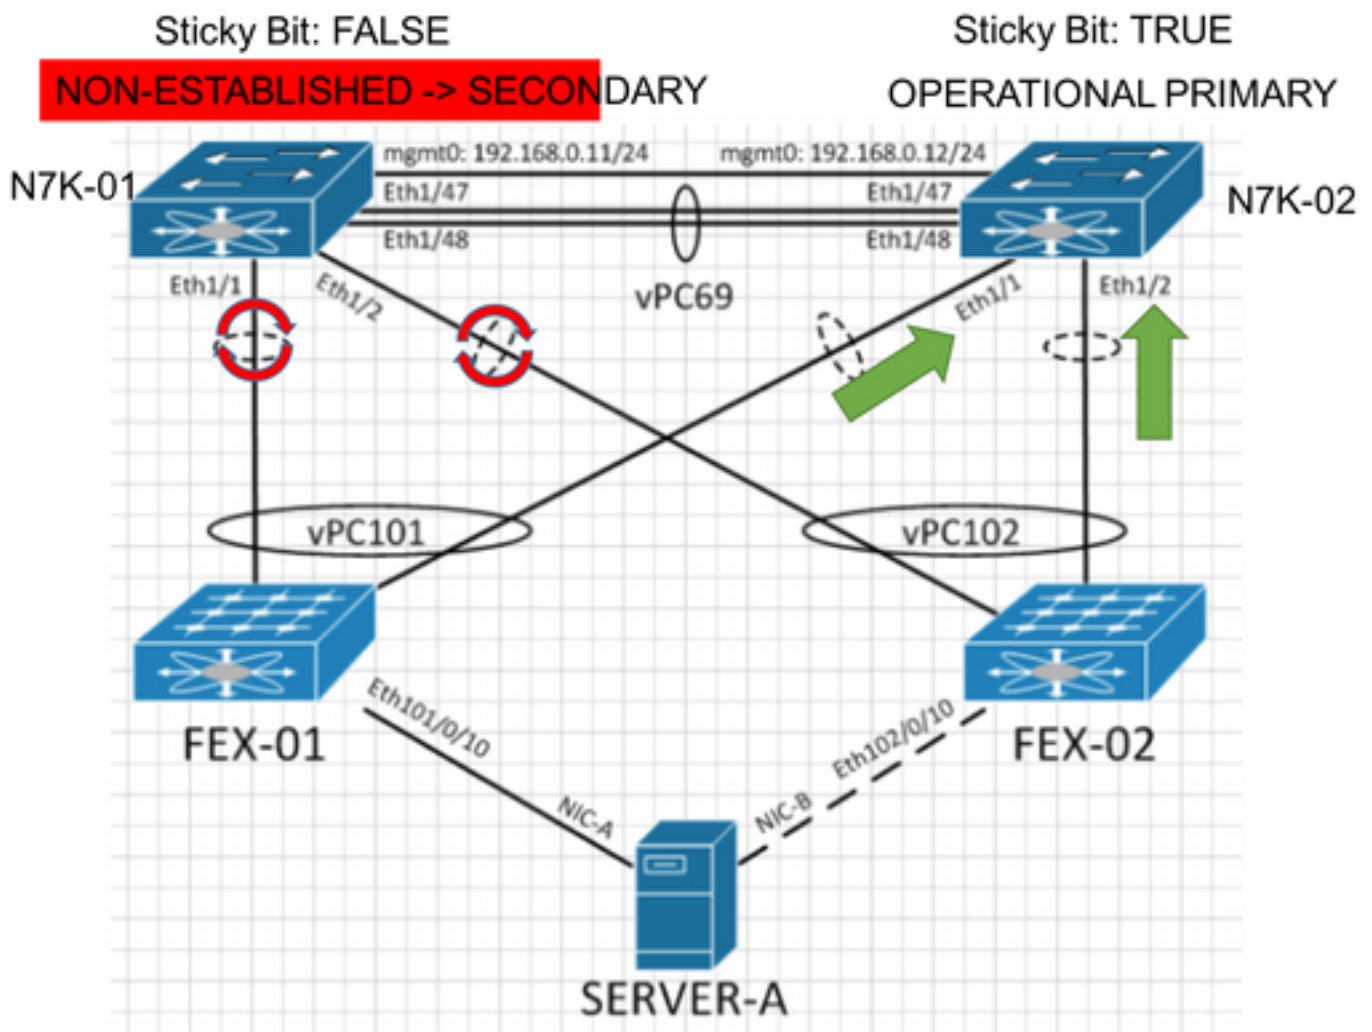 Sticky Bit: FALSE
Sticky Bit: TRUE
NON-ESTABLISHED -> SECONDARY
OPERATIONAL PRIMARY
mgmt0: 192.168.0.11/24
mgmt0: 192.168.0.12/24
N7K-01
Eth1/47
Eth1/47
N7K-02
Eth1/48
Eth1/48
Eth1/1
Eth1/2
vPC69
Eth1/1
Eth1/2
vPC101
vPC102
FEX-01
FEX-02
Eth101/0/10
Eth102/0/10
NIC-A
NIC-B
SERVER-A